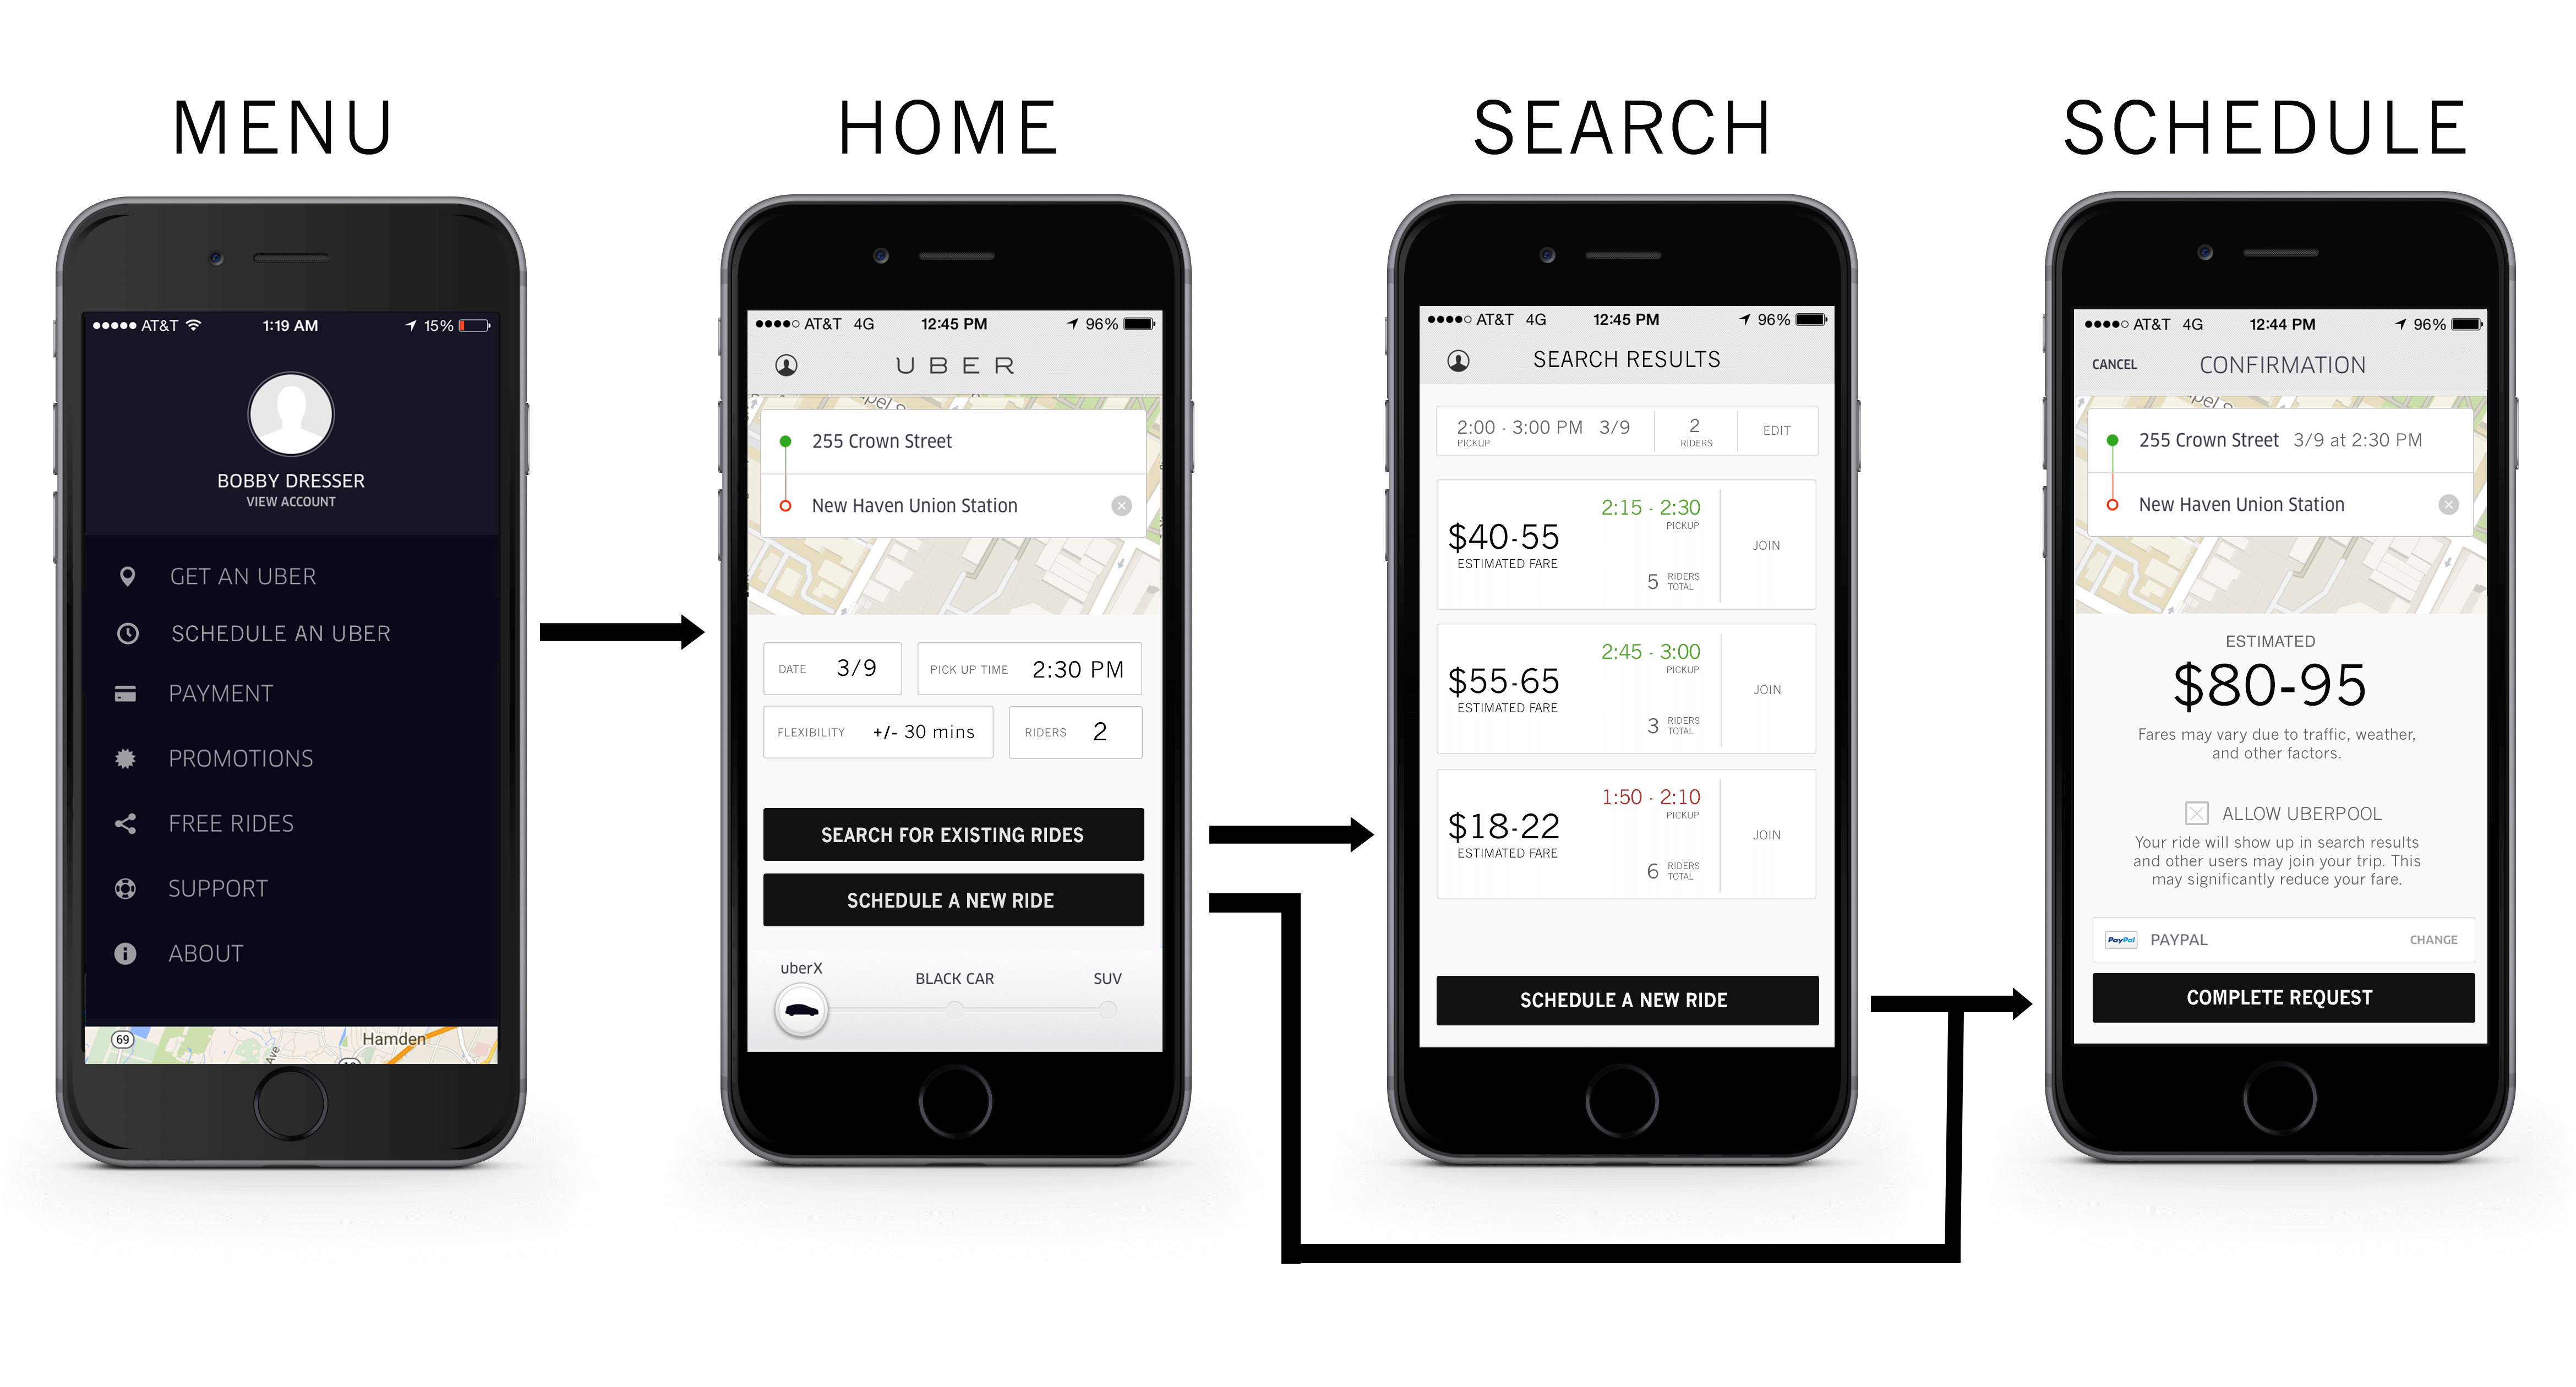 MENU
HOME
SEARCH
SCHEDULE
AT&T
1:19 AM
15%
BOBBY DRESSER
VIEW ACCOUNT
GET AN UBER
SCHEDULE AN UBER
PAYMENT
PROMOTIONS
FREE RIDES
SUPPORT
ABOUT
69
Ave
Hamden
AT&T 4G
12:45 PM
96%
UBER
255 Crown Street
New Haven Union Station
DATE 3/9
PICK UP TIME 2:30 PM
FLEXIBILITY +/- 30 mins
RIDERS 2
SEARCH FOR EXISTING RIDES
SCHEDULE A NEW RIDE
uberX
BLACK CAR
SUV
AT&T 4G
12:45 PM
96%
SEARCH RESULTS
2:00 - 3:00 PM 3/9
PICKUP
2
RIDERS
EDIT
$40-55
ESTIMATED FARE
2:15 - 2:30
PICKUP
5 RIDERS
TOTAL
JOIN
$55-65
ESTIMATED FARE
2:45 - 3:00
PICKUP
3 RIDERS
TOTAL
JOIN
$18-22
ESTIMATED FARE
1:50 - 2:10
PICKUP
6 RIDERS
TOTAL
JOIN
SCHEDULE A NEW RIDE
AT&T 4G
12:44 PM
96%
CANCEL
CONFIRMATION
255 Crown Street 3/9 at 2:30 PM
New Haven Union Station
ESTIMATED
$80-95
Fares may vary due to traffic, weather,
and other factors.
ALLOW UBERPOOL
Your ride will show up in search results
and other users may join your trip. This
may significantly reduce your fare.
PayPal PAYPAL
CHANGE
COMPLETE REQUEST